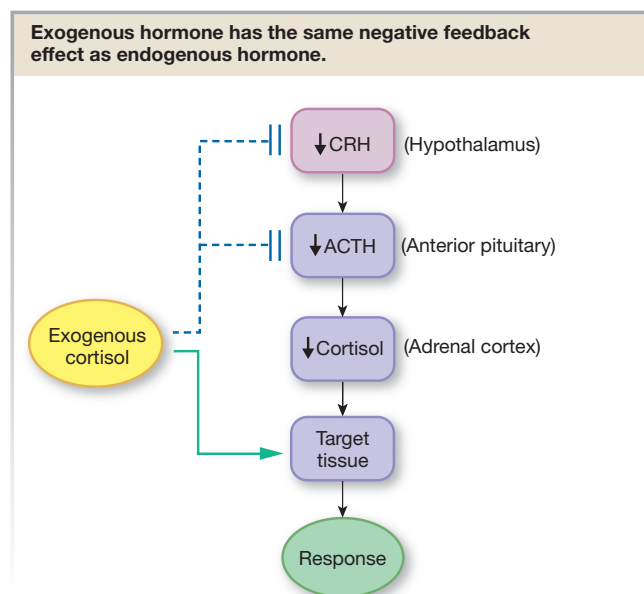 Exogenous hormone has the same negative feedback
effect as endogenous hormone.
↓CRH (Hypothalamus)
↓ACTH (Anterior pituitary)
Exogenous
cortisol
↓Cortisol (Adrenal cortex)
Target
tissue
Response